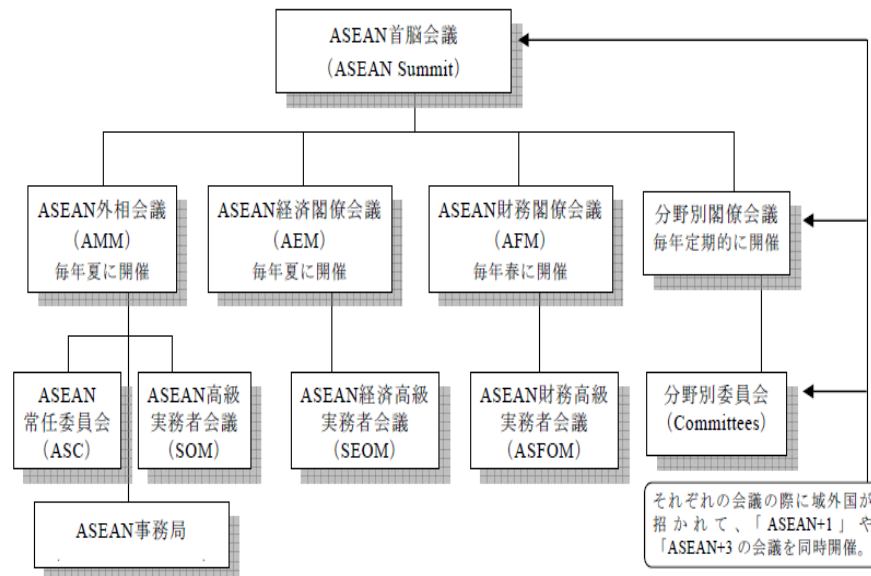 ASEAN首脳会議
(ASEAN Summit)
ASEAN外相会議
(AMM)
毎年夏に開催
ASEAN経済閣僚会議
(AEM)
毎年夏に開催
ASEAN財務閣僚会議
(AFM)
毎年春に開催
分野別閣僚会議
毎年定期的に開催
ASEAN
常任委員会
(ASC)
ASEAN高級
実務者会議
(SOM)
ASEAN経済高級
実務者会議
(SEOM)
ASEAN財務高級
実務者会議
(ASFOM)
分野別委員会
(Committees)
ASEAN事務局
それぞれの会議の際に域外国が
招かれて、「ASEAN+1」や
「ASEAN+3の会議を同時開催。